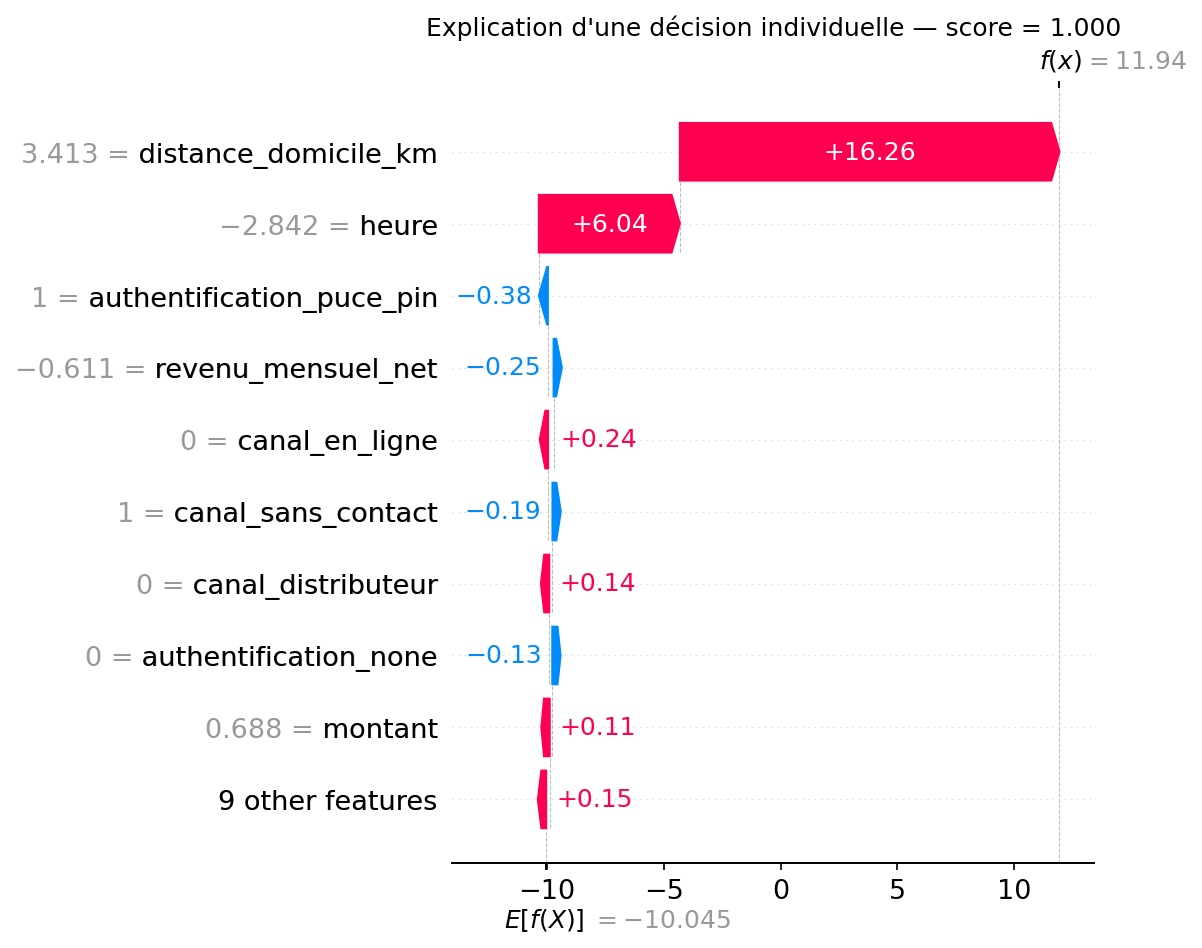 Explication d'une décision individuelle — score = 1.000
f(x) = 11.94
3.413 = distance_domicile_km +16.26
−2.842 = heure +6.04
1 = authentification_puce_pin −0.38
−0.611 = revenu_mensuel_net −0.25
0 = canal_en_ligne +0.24
1 = canal_sans_contact −0.19
0 = canal_distributeur +0.14
0 = authentification_none −0.13
0.688 = montant +0.11
9 other features +0.15
−10 −5 0 5 10
E[f(X)] = −10.045